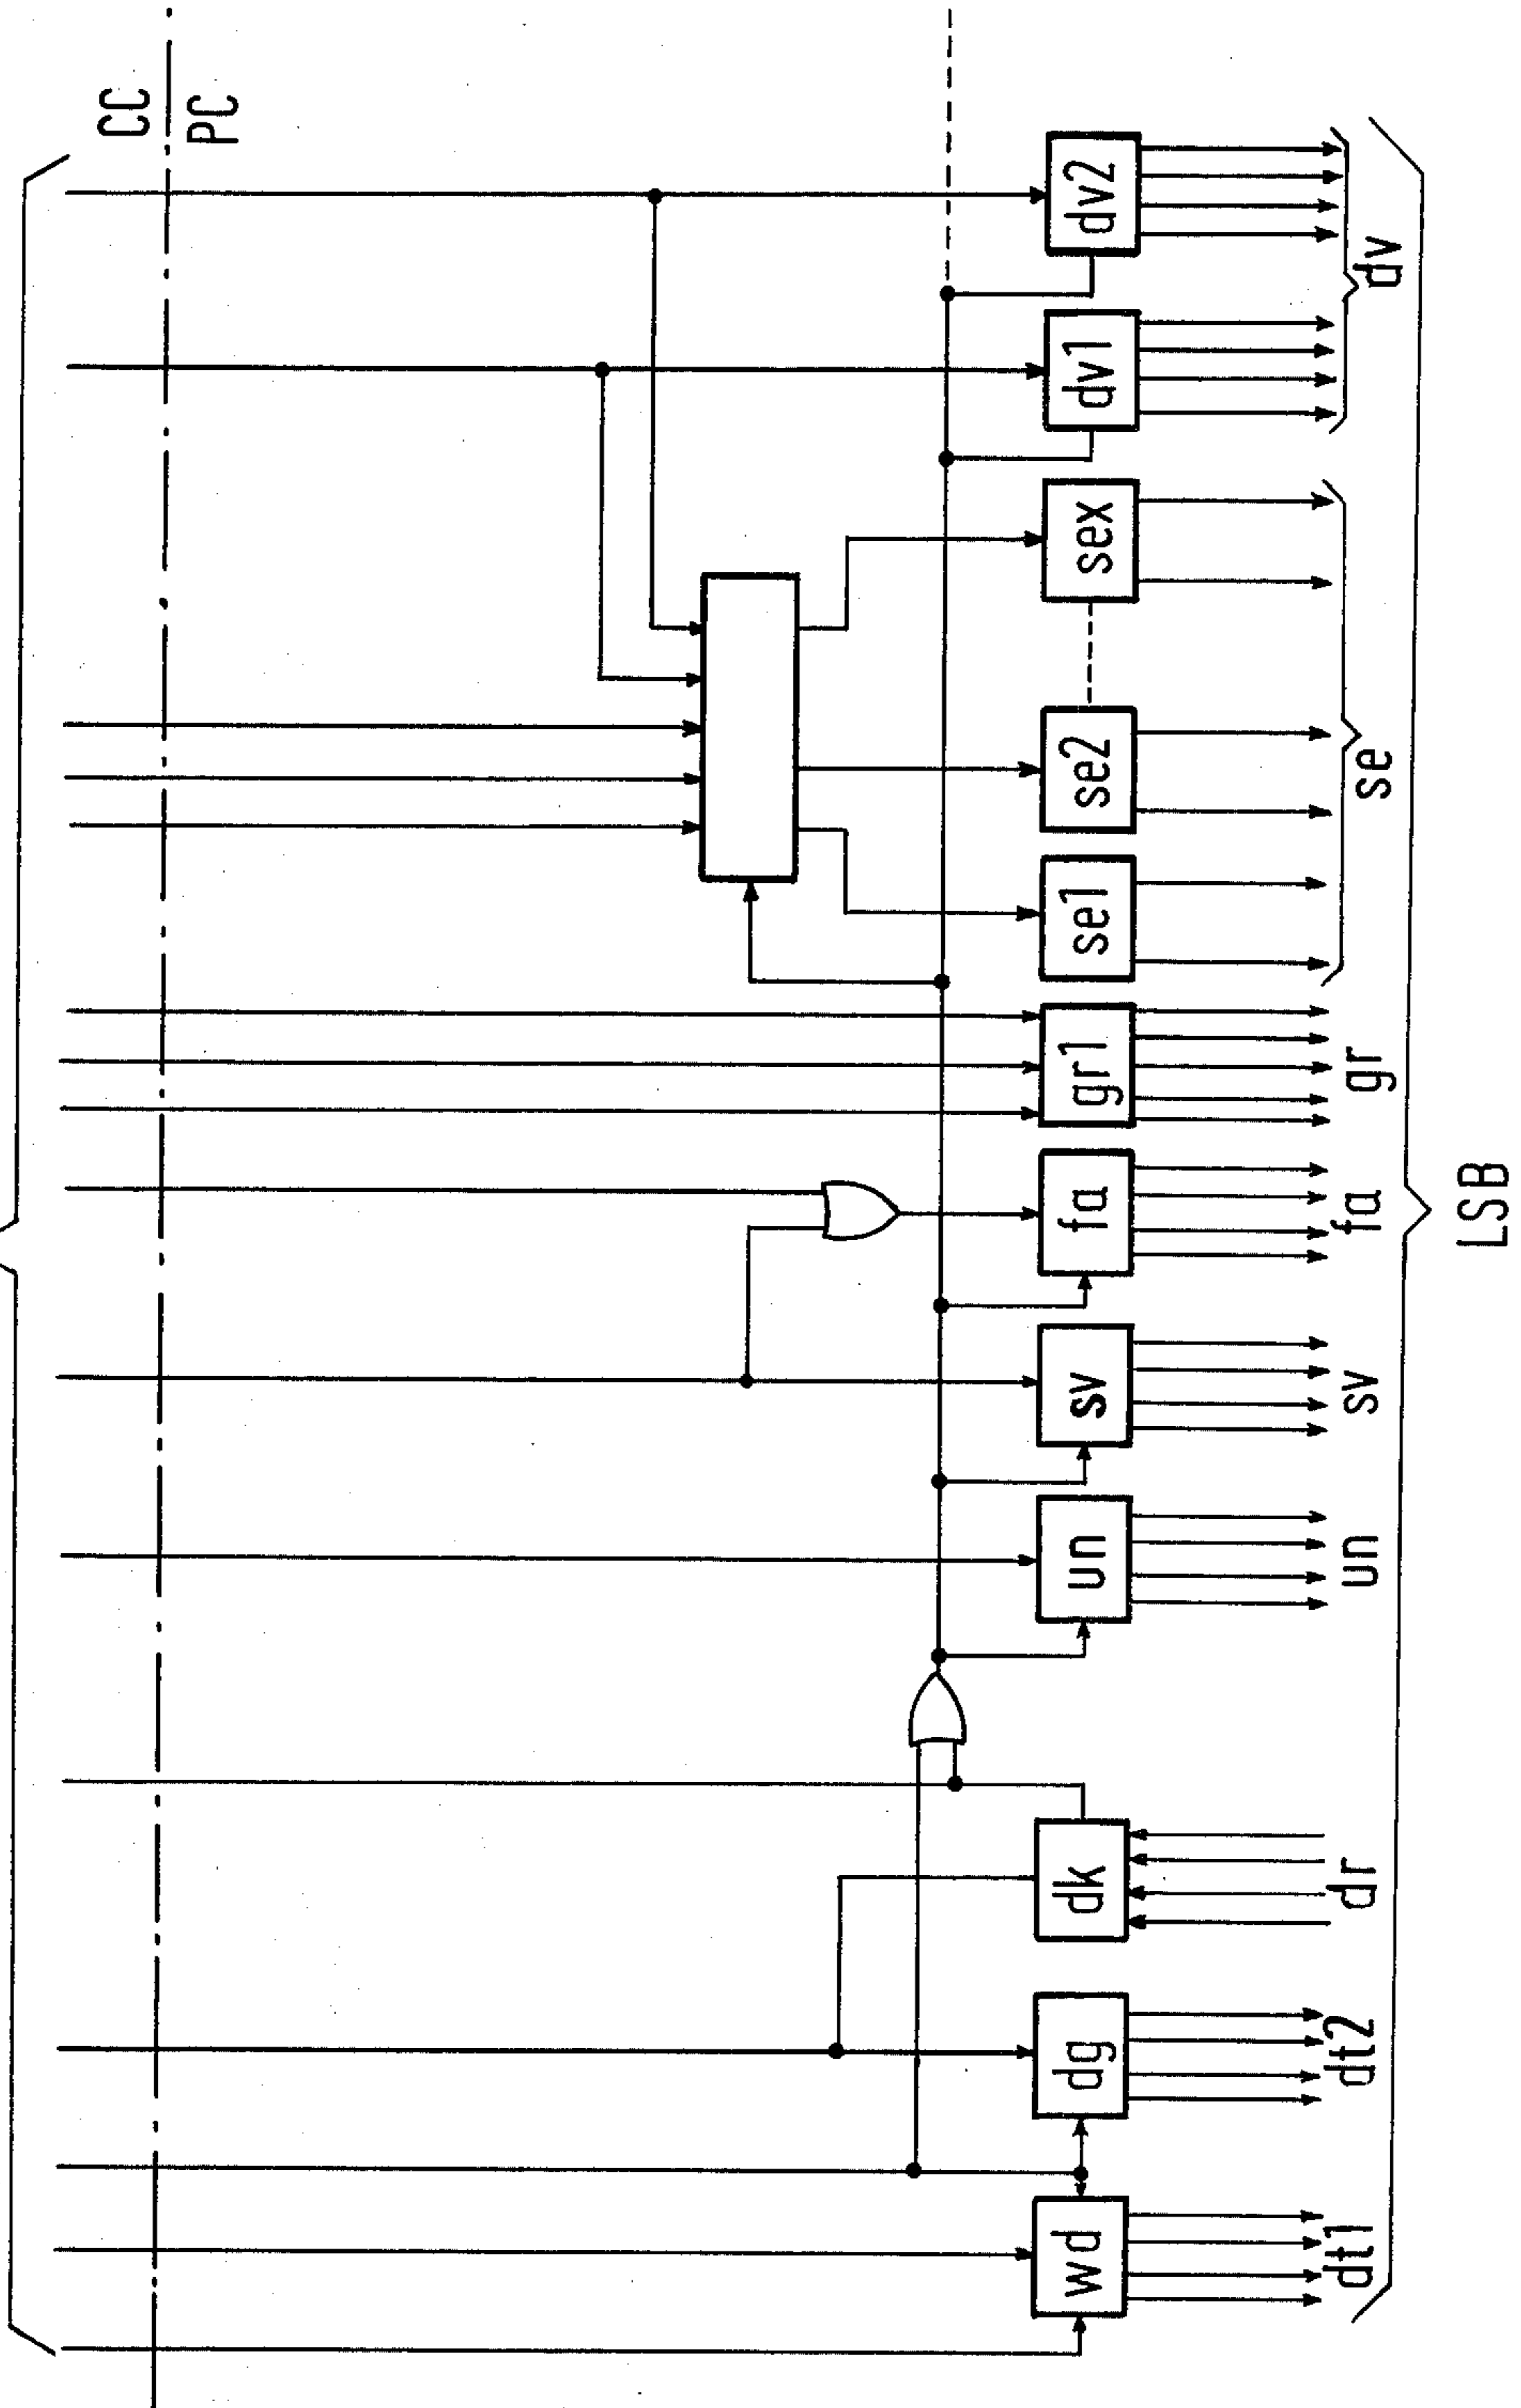 CC
PC
wd
dg
dk
un
sv
fa
gr1
se1
se2
sex
dv1
dv2
dt1
dt2
dr
un
sv
fa
gr
se
dv
LSB